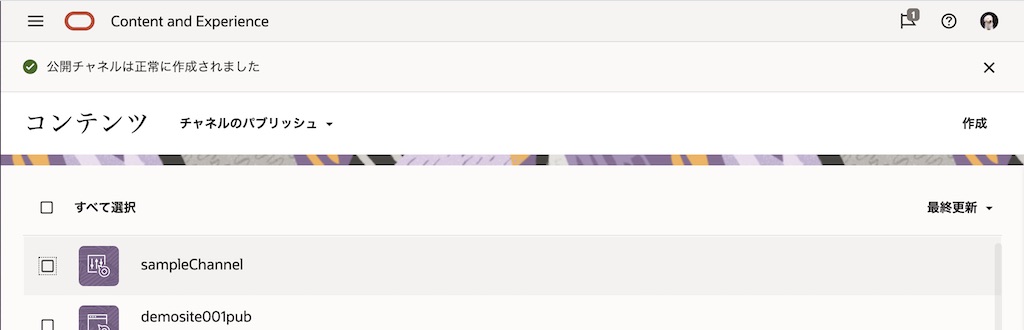 Content and Experience
1
公開チャネルは正常に作成されました
コンテンツ
チャネルのパブリッシュ
作成
すべて選択
最終更新
sampleChannel
demosite001pub